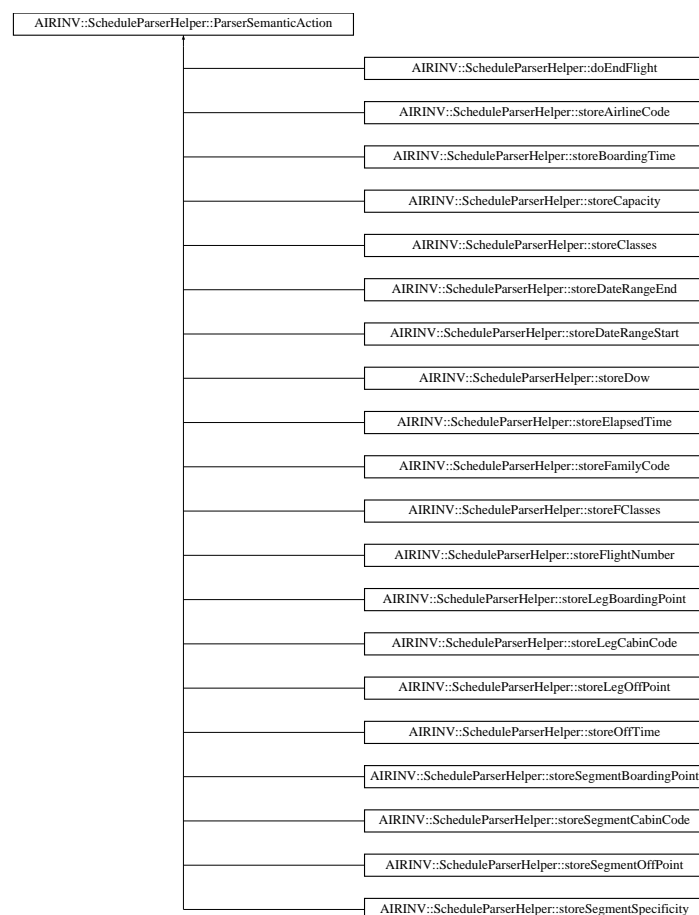 AIRINV::ScheduleParserHelper::ParserSemanticAction
AIRINV::ScheduleParserHelper::doEndFlight
AIRINV::ScheduleParserHelper::storeAirlineCode
AIRINV::ScheduleParserHelper::storeBoardingTime
AIRINV::ScheduleParserHelper::storeCapacity
AIRINV::ScheduleParserHelper::storeClasses
AIRINV::ScheduleParserHelper::storeDateRangeEnd
AIRINV::ScheduleParserHelper::storeDateRangeStart
AIRINV::ScheduleParserHelper::storeDow
AIRINV::ScheduleParserHelper::storeElapsedTime
AIRINV::ScheduleParserHelper::storeFamilyCode
AIRINV::ScheduleParserHelper::storeFClasses
AIRINV::ScheduleParserHelper::storeFlightNumber
AIRINV::ScheduleParserHelper::storeLegBoardingPoint
AIRINV::ScheduleParserHelper::storeLegCabinCode
AIRINV::ScheduleParserHelper::storeLegOffPoint
AIRINV::ScheduleParserHelper::storeOffTime
AIRINV::ScheduleParserHelper::storeSegmentBoardingPoint
AIRINV::ScheduleParserHelper::storeSegmentCabinCode
AIRINV::ScheduleParserHelper::storeSegmentOffPoint
AIRINV::ScheduleParserHelper::storeSegmentSpecificity